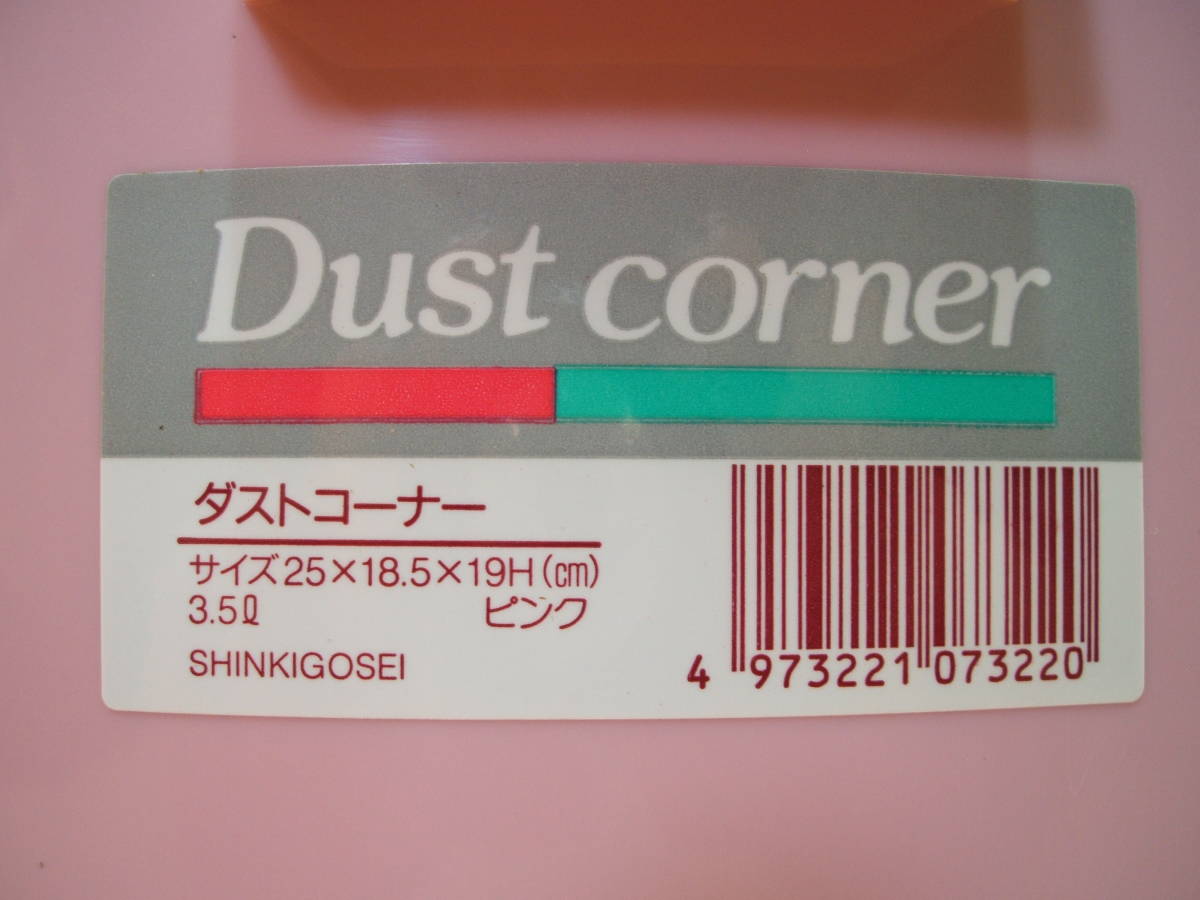 Dust corner
ダストコーナー
サイズ25×18.5×19H(㎝)
3.5ℓ ピンク
SHINKIGOSEI
4 973221 073220